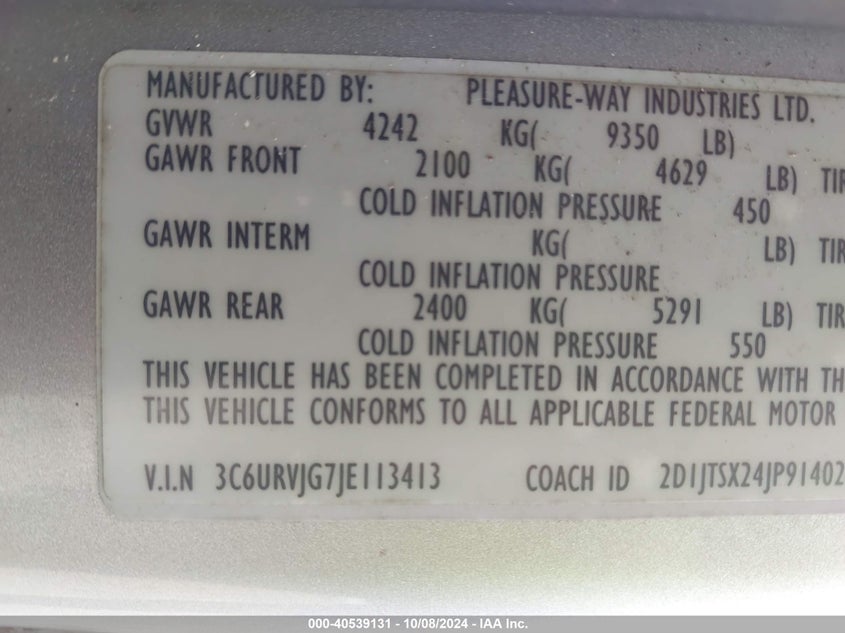 MANUFACTURED BY: PLEASURE-WAY INDUSTRIES LTD.
GVWR 4242 KG( 9350 LB)
GAWR FRONT 2100 KG( 4629 LB) TIR
COLD INFLATION PRESSURE 450
GAWR INTERM KG( LB) TIR
COLD INFLATION PRESSURE
GAWR REAR 2400 KG( 5291 LB) TIR
COLD INFLATION PRESSURE 550
THIS VEHICLE HAS BEEN COMPLETED IN ACCORDANCE WITH TH
THIS VEHICLE CONFORMS TO ALL APPLICABLE FEDERAL MOTOR
V.I.N 3C6URVJG7JE113413 COACH ID 2D1JTSX24JP91402
000-40539131 - 10/08/2024 - IAA Inc.